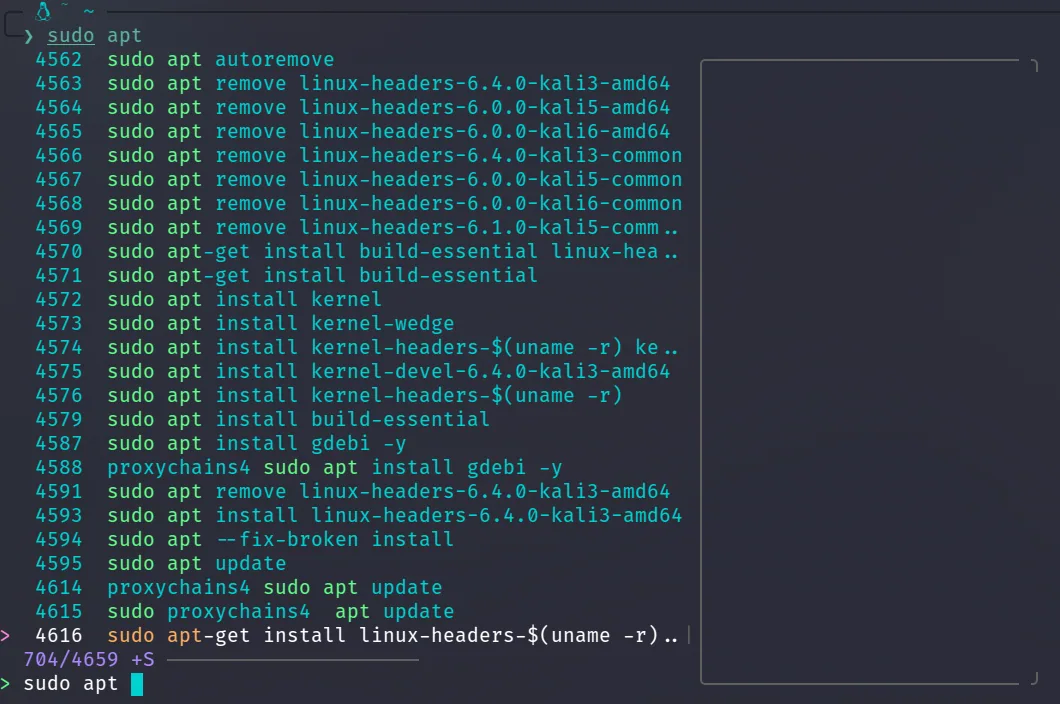 ~
❯ sudo apt
4562 sudo apt autoremove
4563 sudo apt remove linux-headers-6.4.0-kali3-amd64
4564 sudo apt remove linux-headers-6.0.0-kali5-amd64
4565 sudo apt remove linux-headers-6.0.0-kali6-amd64
4566 sudo apt remove linux-headers-6.4.0-kali3-common
4567 sudo apt remove linux-headers-6.0.0-kali5-common
4568 sudo apt remove linux-headers-6.0.0-kali6-common
4569 sudo apt remove linux-headers-6.1.0-kali5-comm..
4570 sudo apt-get install build-essential linux-hea..
4571 sudo apt-get install build-essential
4572 sudo apt install kernel
4573 sudo apt install kernel-wedge
4574 sudo apt install kernel-headers-$(uname -r) ke..
4575 sudo apt install kernel-devel-6.4.0-kali3-amd64
4576 sudo apt install kernel-headers-$(uname -r)
4579 sudo apt install build-essential
4587 sudo apt install gdebi -y
4588 proxychains4 sudo apt install gdebi -y
4591 sudo apt remove linux-headers-6.4.0-kali3-amd64
4593 sudo apt install linux-headers-6.4.0-kali3-amd64
4594 sudo apt --fix-broken install
4595 sudo apt update
4614 proxychains4 sudo apt update
4615 sudo proxychains4  apt update
> 4616 sudo apt-get install linux-headers-$(uname -r)..
704/4659 +S
> sudo apt